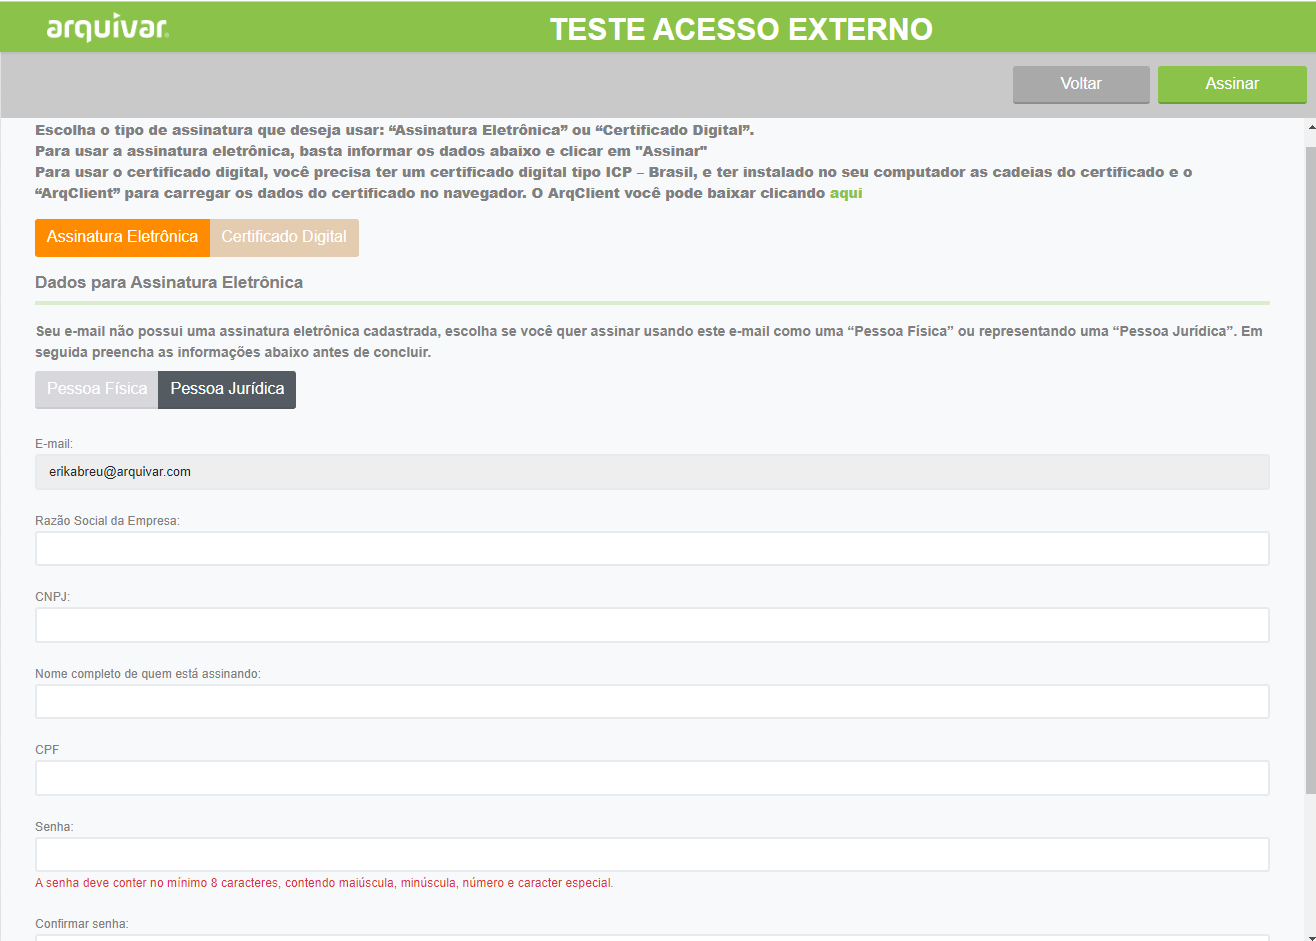 arquivar
TESTE ACESSO EXTERNO
Voltar
Assinar
Escolha o tipo de assinatura que deseja usar: “Assinatura Eletrônica” ou “Certificado Digital”.
Para usar a assinatura eletrônica, basta informar os dados abaixo e clicar em "Assinar"
Para usar o certificado digital, você precisa ter um certificado digital tipo ICP – Brasil, e ter instalado no seu computador as cadeias do certificado e o
“ArqClient” para carregar os dados do certificado no navegador. O ArqClient você pode baixar clicando aqui
Assinatura Eletrônica
Certificado Digital
Dados para Assinatura Eletrônica
Seu e-mail não possui uma assinatura eletrônica cadastrada, escolha se você quer assinar usando este e-mail como uma “Pessoa Física” ou representando uma “Pessoa Jurídica”. Em
seguida preencha as informações abaixo antes de concluir.
Pessoa Física
Pessoa Jurídica
E-mail:
erikabreu@arquivar.com
Razão Social da Empresa:
CNPJ:
Nome completo de quem está assinando:
CPF
Senha:
A senha deve conter no mínimo 8 caracteres, contendo maiúscula, minúscula, número e caracter especial.
Confirmar senha: